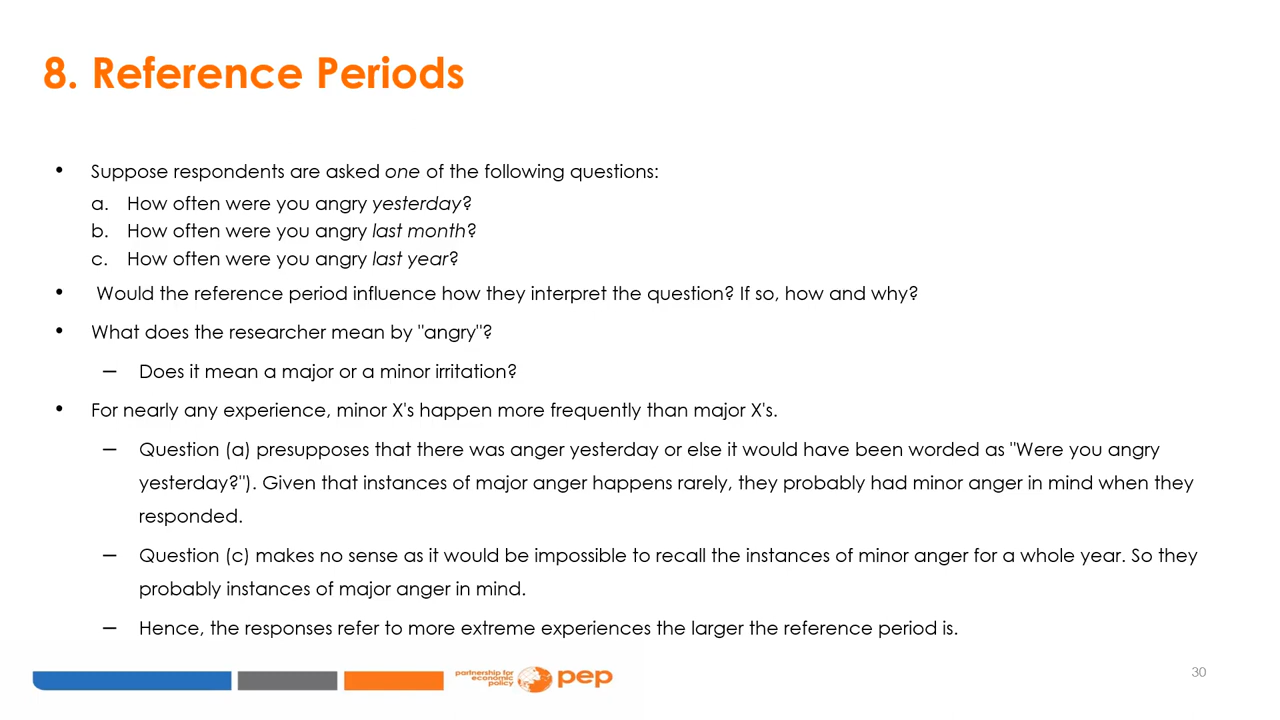 8. Reference Periods
• Suppose respondents are asked one of the following questions:
a. How often were you angry yesterday?
b. How often were you angry last month?
c. How often were you angry last year?
• Would the reference period influence how they interpret the question? If so, how and why?
• What does the researcher mean by "angry"?
– Does it mean a major or a minor irritation?
• For nearly any experience, minor X's happen more frequently than major X's.
– Question (a) presupposes that there was anger yesterday or else it would have been worded as "Were you angry
yesterday?"). Given that instances of major anger happens rarely, they probably had minor anger in mind when they
responded.
– Question (c) makes no sense as it would be impossible to recall the instances of minor anger for a whole year. So they
probably instances of major anger in mind.
– Hence, the responses refer to more extreme experiences the larger the reference period is.
partnership for
economic
policy
pep
30